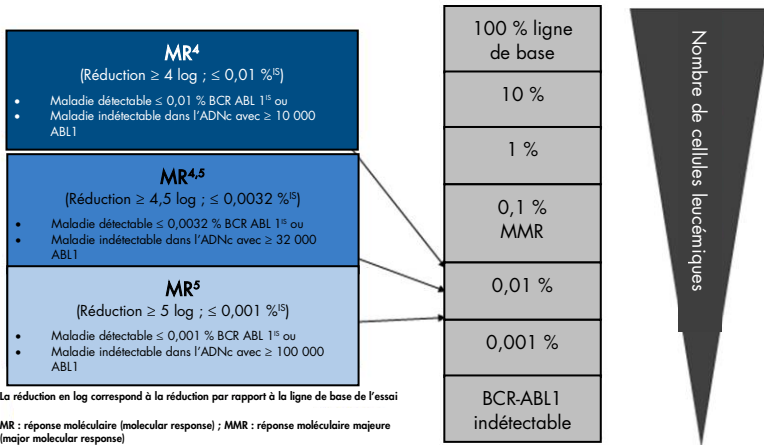 MR⁴
(Réduction ≥ 4 log ; ≤ 0,01 %ᴵˢ)
• Maladie détectable ≤ 0,01 % BCR ABL 1ᴵˢ ou
• Maladie indétectable dans l'ADNc avec ≥ 10 000
ABL1
MR⁴,⁵
(Réduction ≥ 4,5 log ; ≤ 0,0032 %ᴵˢ)
• Maladie détectable ≤ 0,0032 % BCR ABL 1ᴵˢ ou
• Maladie indétectable dans l'ADNc avec ≥ 32 000
ABL1
MR⁵
(Réduction ≥ 5 log ; ≤ 0,001 %ᴵˢ)
• Maladie détectable ≤ 0,001 % BCR ABL 1ᴵˢ ou
• Maladie indétectable dans l'ADNc avec ≥ 100 000
ABL1
La réduction en log correspond à la réduction par rapport à la ligne de base de l'essai
MR : réponse moléculaire (molecular response) ; MMR : réponse moléculaire majeure
(major molecular response)
100 % ligne
de base
10 %
1 %
0,1 %
MMR
0,01 %
0,001 %
BCR-ABL1
indétectable
Nombre de cellules leucémiques